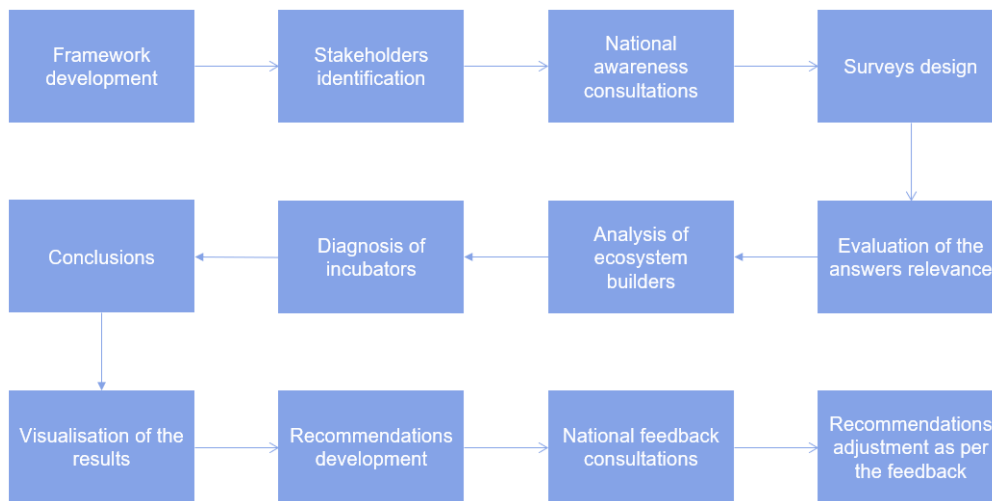 Framework
development
Stakeholders
identification
National
awareness
consultations
Surveys design
Evaluation of the
answers relevance
Analysis of
ecosystem
builders
Diagnosis of
incubators
Conclusions
Visualisation of the
results
Recommendations
development
National feedback
consultations
Recommendations
adjustment as per
the feedback